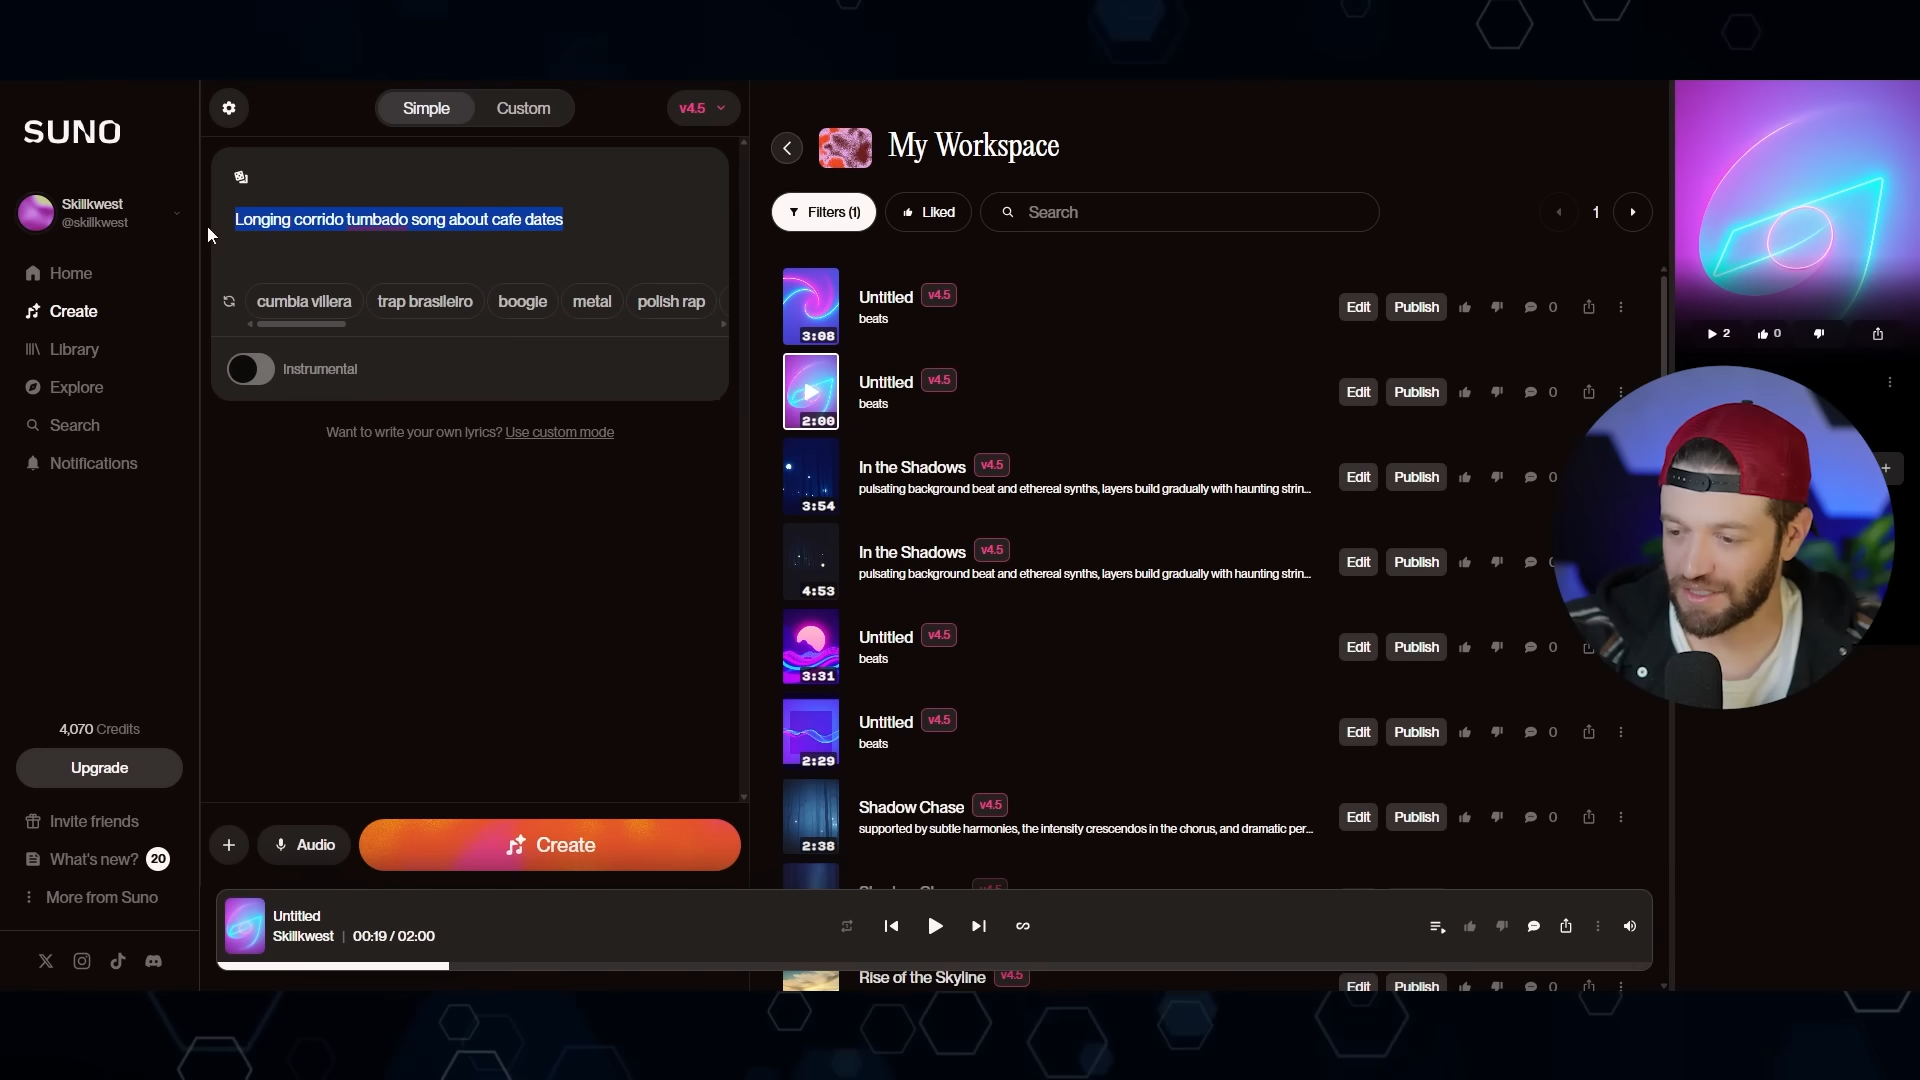 SUNO
Skillkwest
@skillkwest
Home
Create
Library
Explore
Search
Notifications
4,070 Credits
Upgrade
Invite friends
What's new? 20
More from Suno
Simple
Custom
v4.5
Longing corrido tumbado song about cafe dates
cumbia villera
trap brasileiro
boogie
metal
polish rap
Instrumental
Want to write your own lyrics? Use custom mode
Audio
Create
My Workspace
Filters (1)
Liked
Search
1
3:08
Untitled v4.5
beats
Edit Publish 0
2:00
Untitled v4.5
beats
Edit Publish 0
3:54
In the Shadows v4.5
pulsating background beat and ethereal synths, layers build gradually with haunting strin...
Edit Publish 0
4:53
In the Shadows v4.5
pulsating background beat and ethereal synths, layers build gradually with haunting strin...
Edit Publish
3:31
Untitled v4.5
beats
Edit Publish 0
2:29
Untitled v4.5
beats
Edit Publish 0
2:38
Shadow Chase v4.5
supported by subtle harmonies, the intensity crescendos in the chorus, and dramatic per...
Edit Publish 0
Rise of the Skyline v4.5
Edit Publish 0
Untitled
Skillkwest | 00:19 / 02:00
2
0